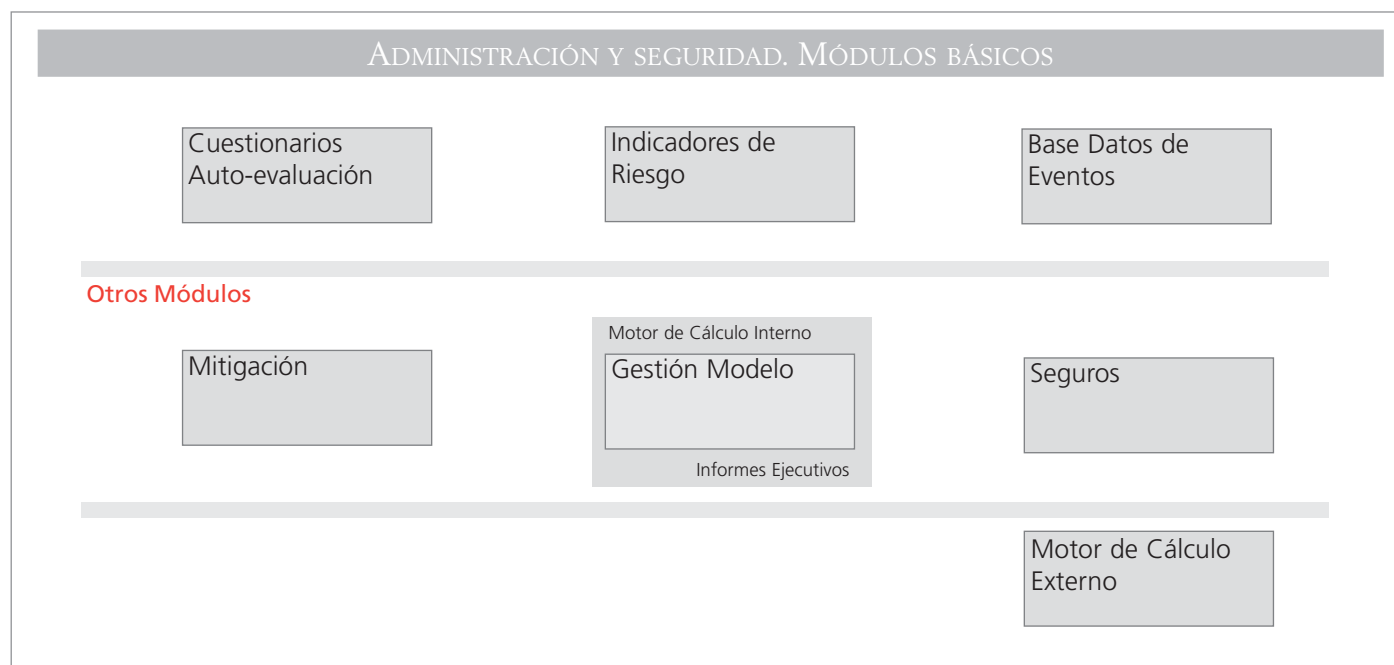 ADMINISTRACIÓN Y SEGURIDAD. MÓDULOS BÁSICOS
Cuestionarios
Auto-evaluación
Indicadores de
Riesgo
Base Datos de
Eventos
Otros Módulos
Mitigación
Motor de Cálculo Interno
Gestión Modelo
Informes Ejecutivos
Seguros
Motor de Cálculo
Externo